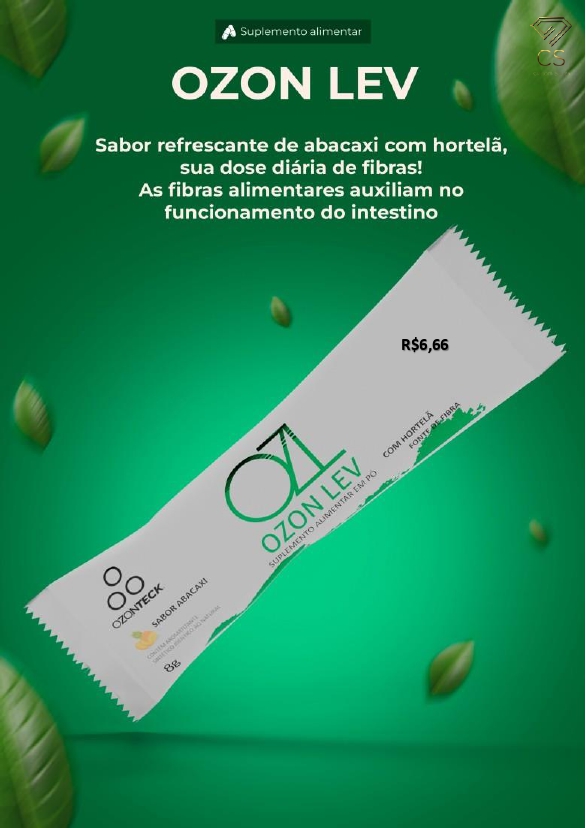 Suplemento alimentar
CS
OZON LEV
Sabor refrescante de abacaxi com hortelã,
sua dose diária de fibras!
As fibras alimentares auxiliam no
funcionamento do intestino
R$6,66
COM HORTELÃ
FONTE DE FIBRA
OZON LEV
SUPLEMENTO ALIMENTAR EM PÓ
OZONTECK
SABOR ABACAXI
8g